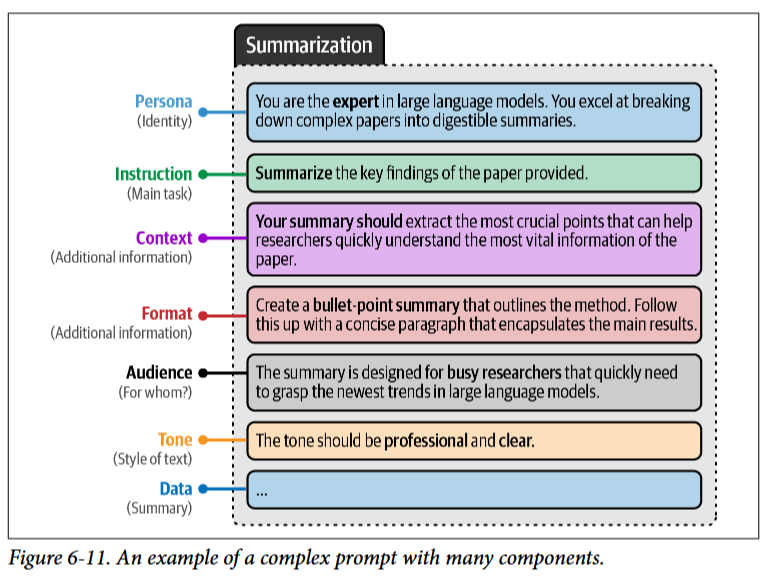 Summarization
Persona
(Identity)
You are the expert in large language models. You excel at breaking
down complex papers into digestible summaries.
Instruction
(Main task)
Summarize the key findings of the paper provided.
Context
(Additional information)
Your summary should extract the most crucial points that can help
researchers quickly understand the most vital information of the
paper.
Format
(Additional information)
Create a bullet-point summary that outlines the method. Follow
this up with a concise paragraph that encapsulates the main results.
Audience
(For whom?)
The summary is designed for busy researchers that quickly need
to grasp the newest trends in large language models.
Tone
(Style of text)
The tone should be professional and clear.
Data
(Summary)
...
Figure 6-11. An example of a complex prompt with many components.